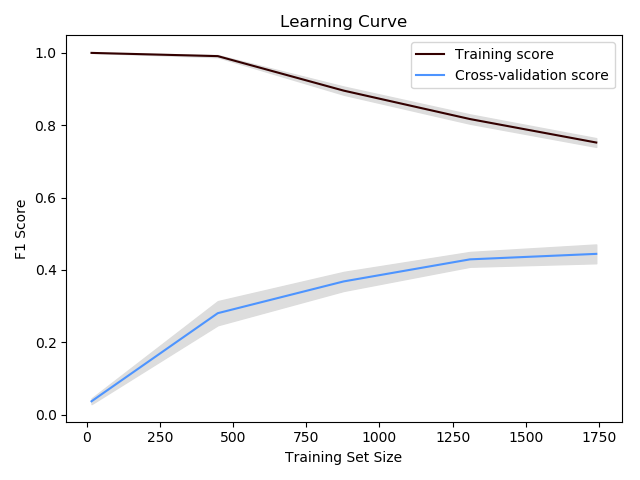 Learning Curve
Training score
Cross-validation score
F1 Score
1.0
0.8
0.6
0.4
0.2
0.0
0 250 500 750 1000 1250 1500 1750
Training Set Size